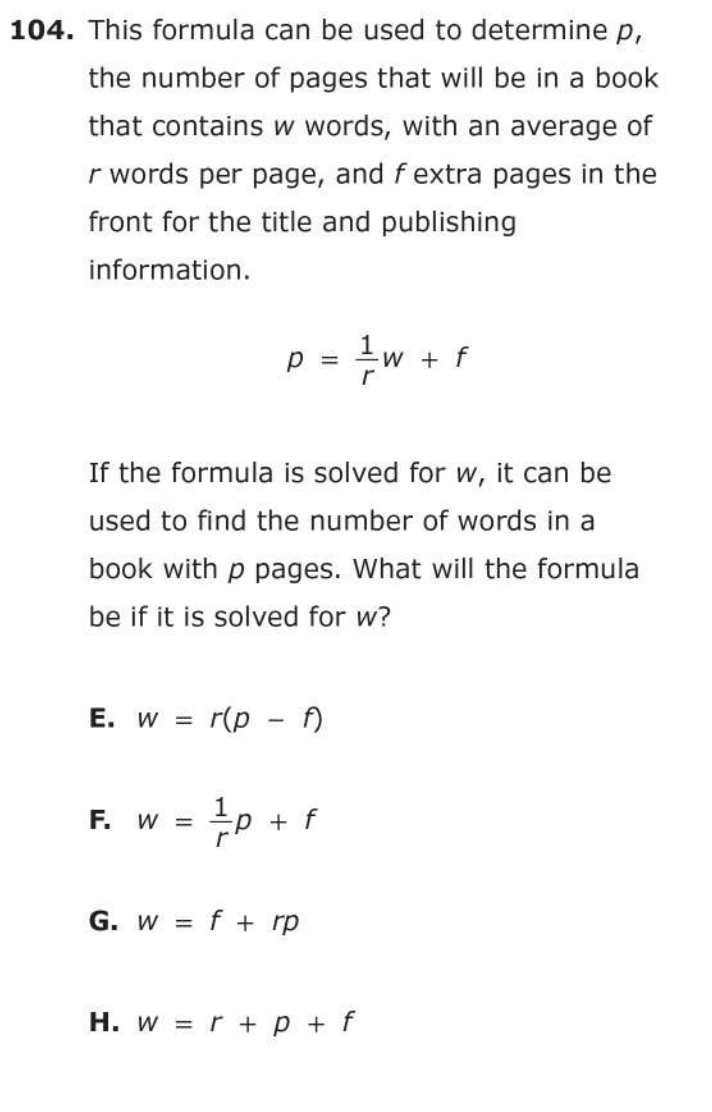 104. This formula can be used to determine p,
the number of pages that will be in a book
that contains w words, with an average of
r words per page, and f extra pages in the
front for the title and publishing
information.
p = 1/r w + f
If the formula is solved for w, it can be
used to find the number of words in a
book with p pages. What will the formula
be if it is solved for w?
E. w = r(p − f)
F. w = 1/r p + f
G. w = f + rp
H. w = r + p + f